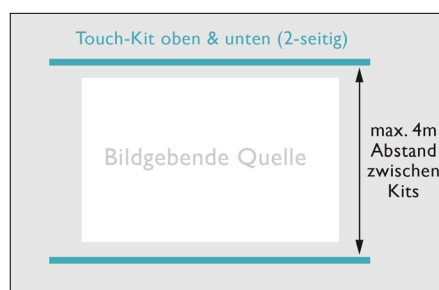 Touch-Kit oben & unten (2-seitig)
Bildgebende Quelle
max. 4m
Abstand
zwischen
Kits